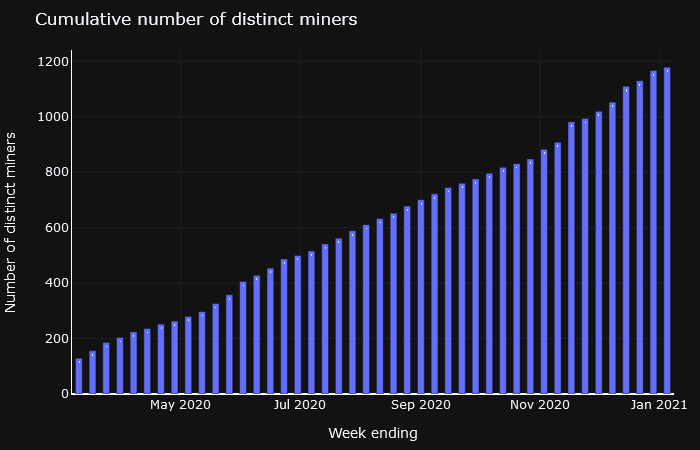 Cumulative number of distinct miners
Number of distinct miners
1200
1000
800
600
400
200
0
May 2020 Jul 2020 Sep 2020 Nov 2020 Jan 2021
Week ending